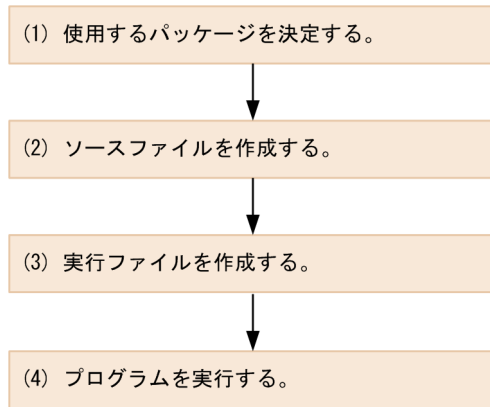 (1) 使用するパッケージを決定する。
(2) ソースファイルを作成する。
(3) 実行ファイルを作成する。
(4) プログラムを実行する。